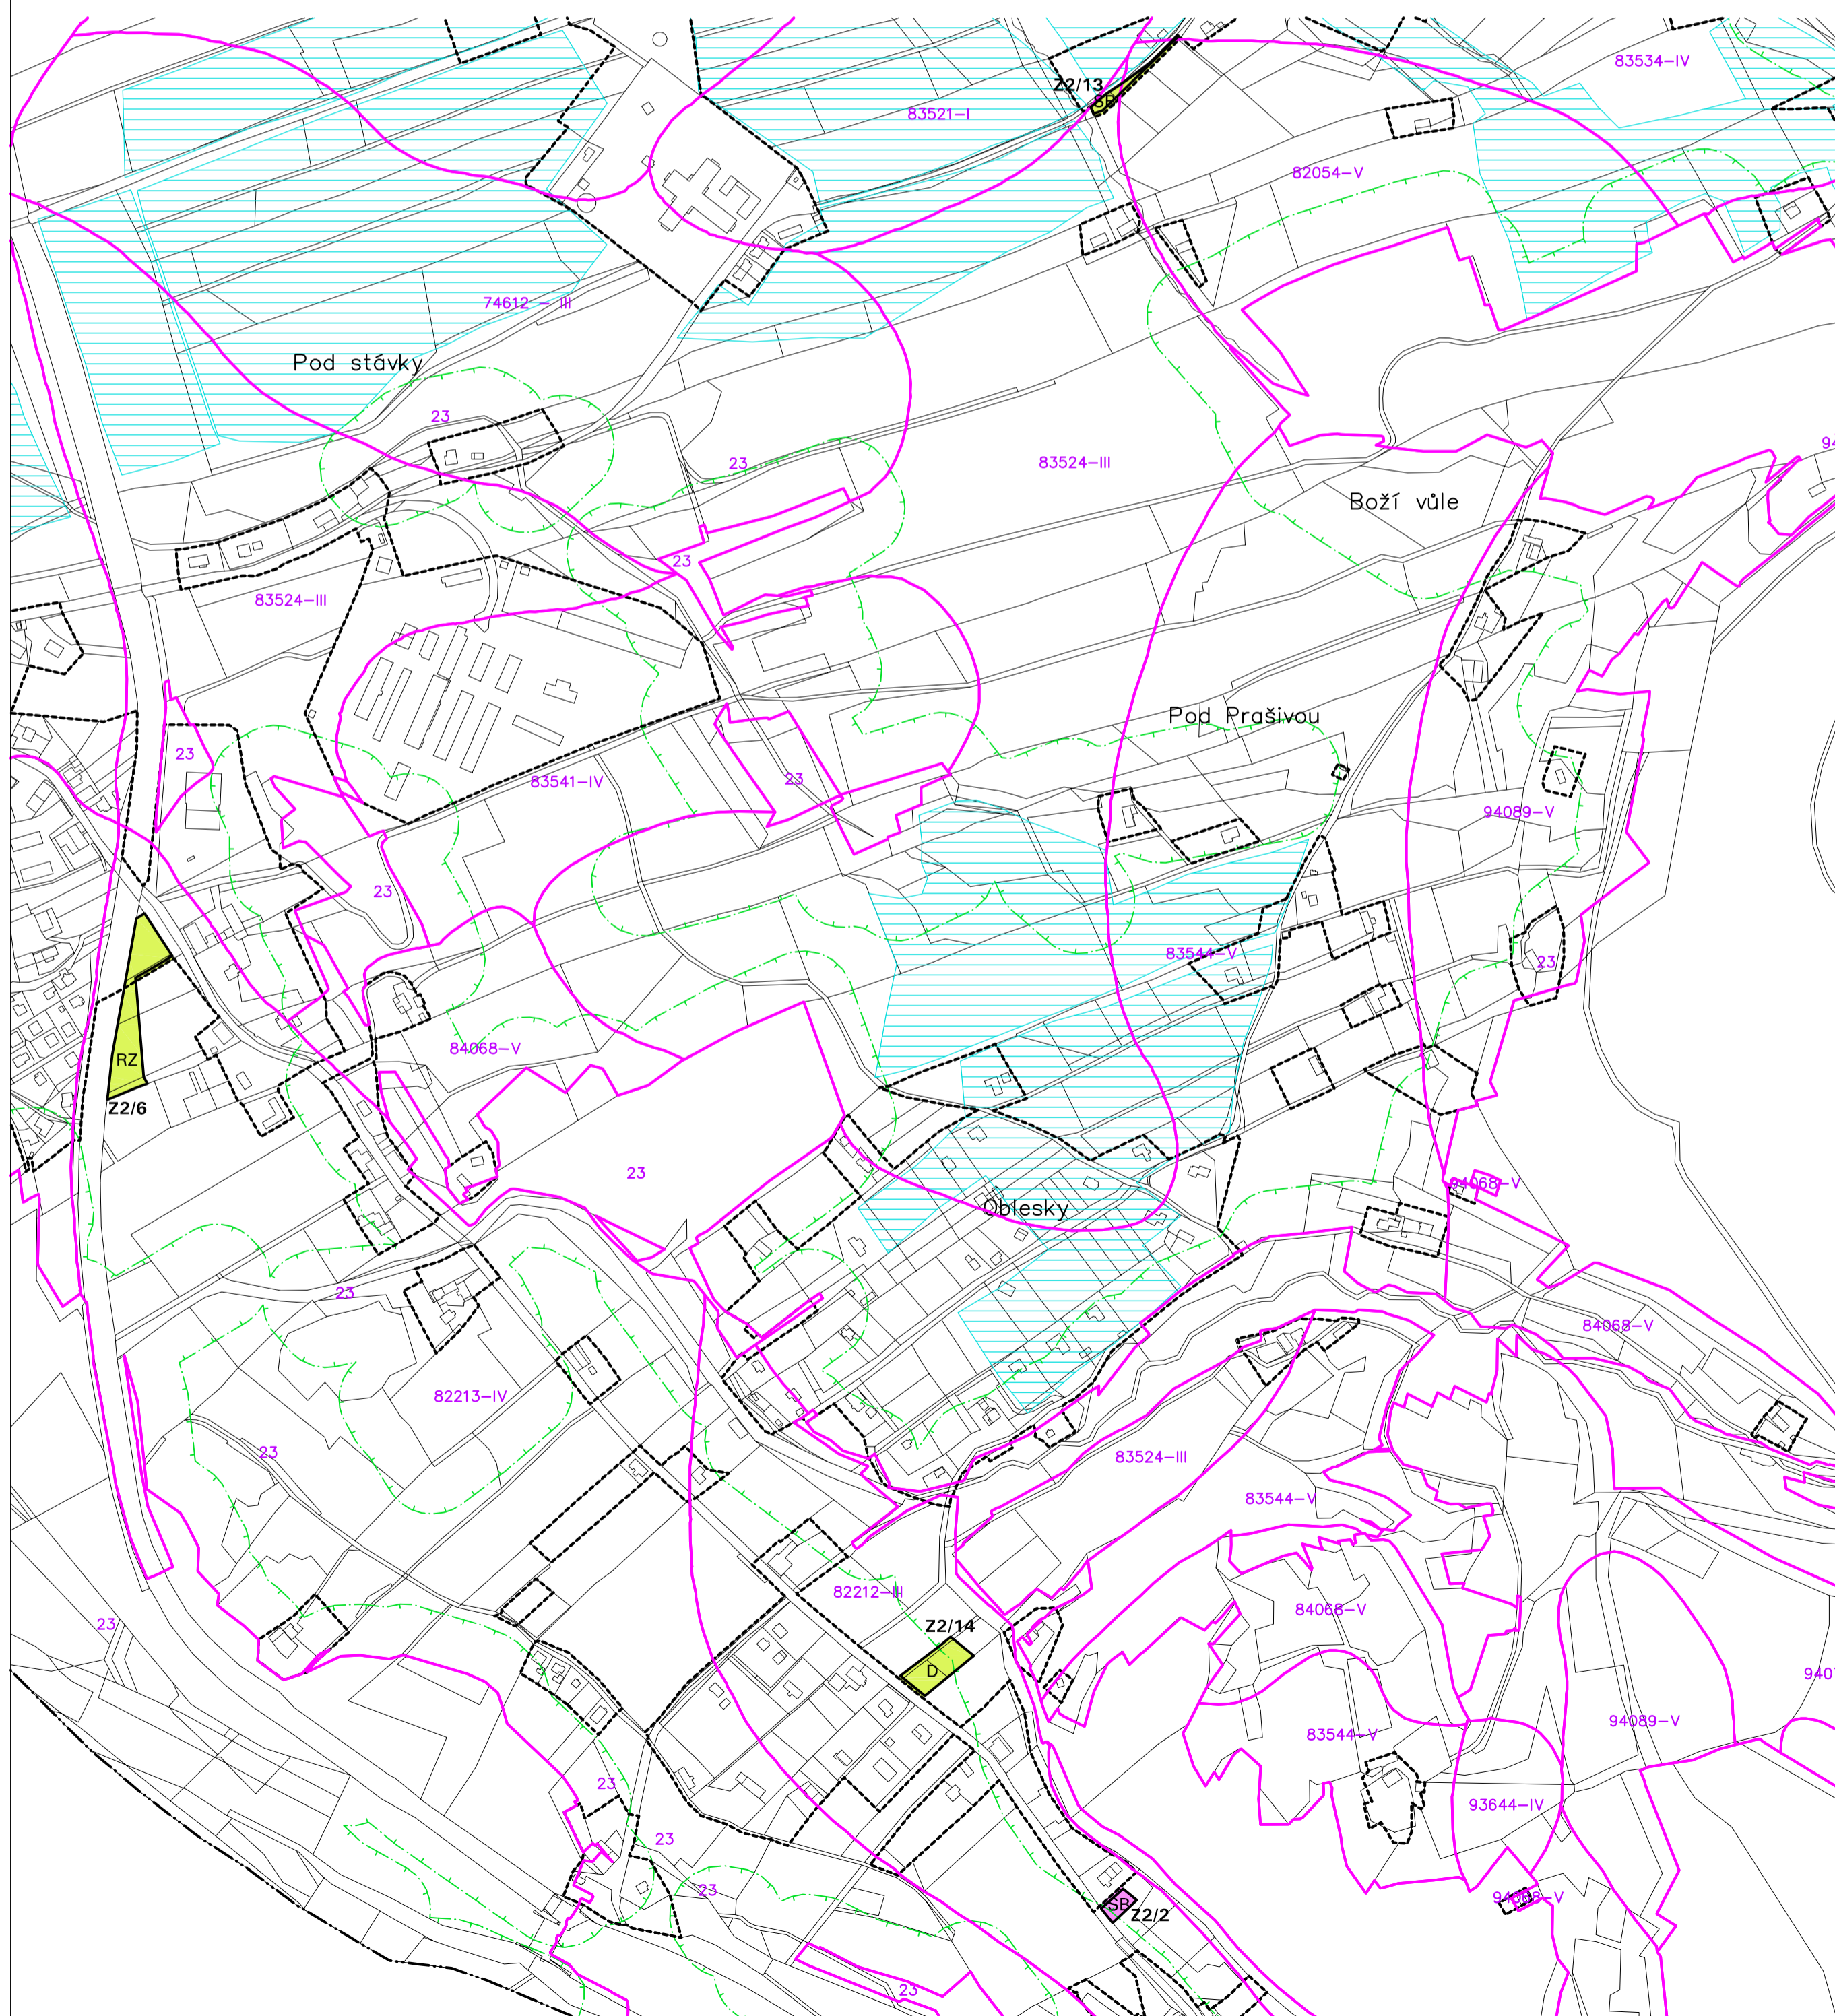 83534-IV
Z2/13
SB
83521-I
82054-V
74612 - III
Pod stávky
23
23
83524-III
Boží vůle
23
83524-III
Pod Prašivou
23
23
83541-IV
94089-V
23
83544-V
23
84068-V
RZ
Z2/6
23
94068-V
Oblesky
23
84068-V
82213-IV
23
83524-III
83544-V
82212-III
84068-V
23
Z2/14
D
94089-V
83544-V
23
93644-IV
23
23
SB
Z2/2
23